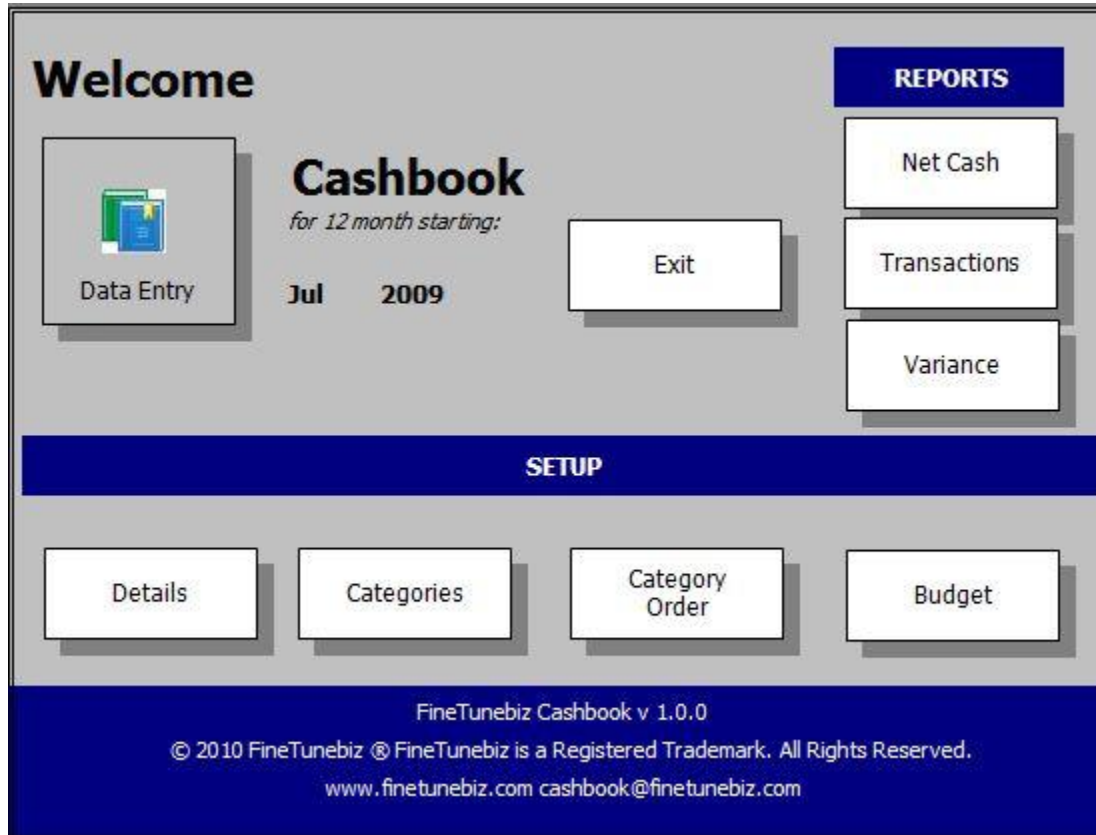 Welcome
REPORTS
Net Cash
Cashbook
for 12 month starting:
Exit
Transactions
Data Entry
Jul 2009
Variance
SETUP
Details
Categories
Category
Order
Budget
FineTunebiz Cashbook v 1.0.0
© 2010 FineTunebiz ® FineTunebiz is a Registered Trademark. All Rights Reserved.
www.finetunebiz.com cashbook@finetunebiz.com